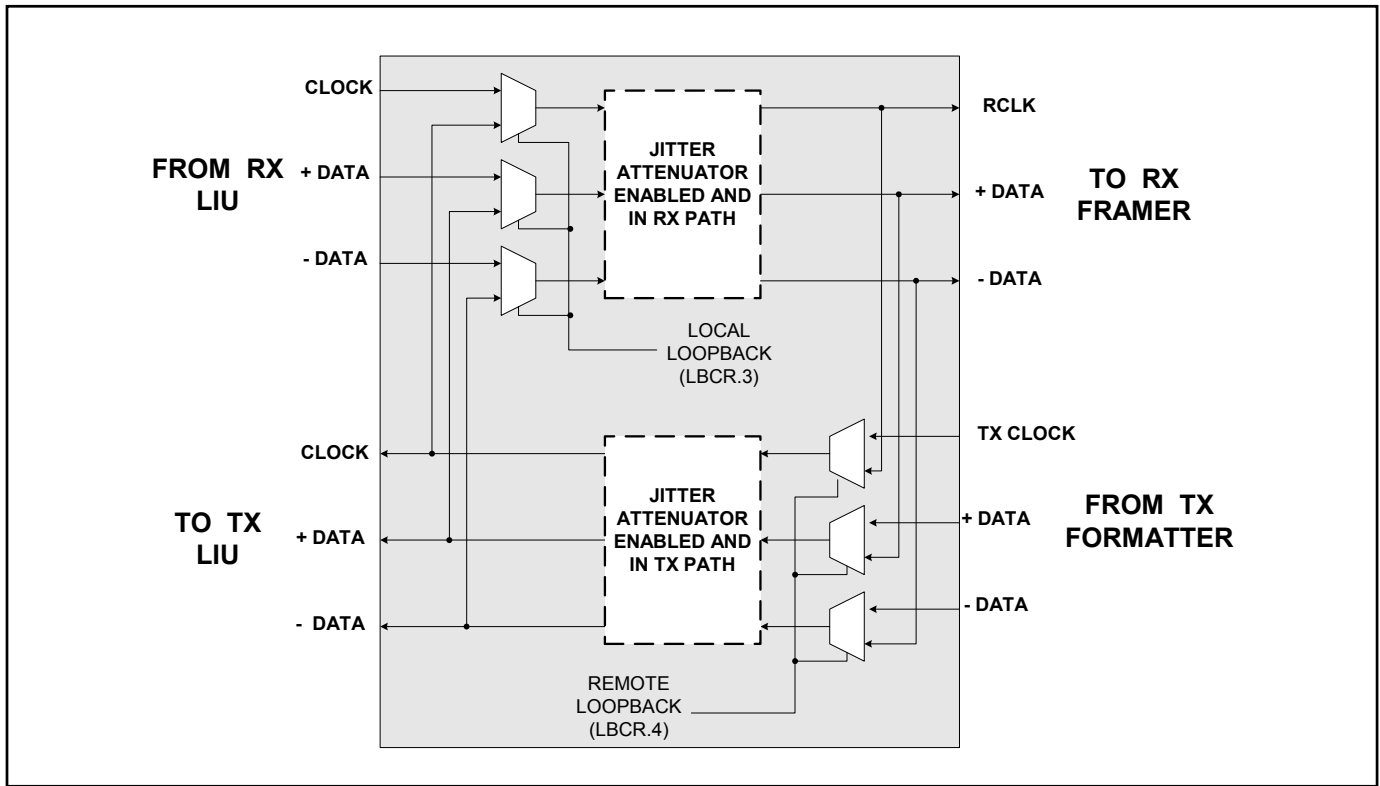 CLOCK
FROM RX
LIU
+ DATA
- DATA
JITTER
ATTENUATOR
ENABLED AND
IN RX PATH
RCLK
+ DATA
- DATA
TO RX
FRAMER
LOCAL
LOOPBACK
(LBCR.3)
CLOCK
TO TX
LIU
+ DATA
- DATA
JITTER
ATTENUATOR
ENABLED AND
IN TX PATH
TX CLOCK
+ DATA
- DATA
FROM TX
FORMATTER
REMOTE
LOOPBACK
(LBCR.4)